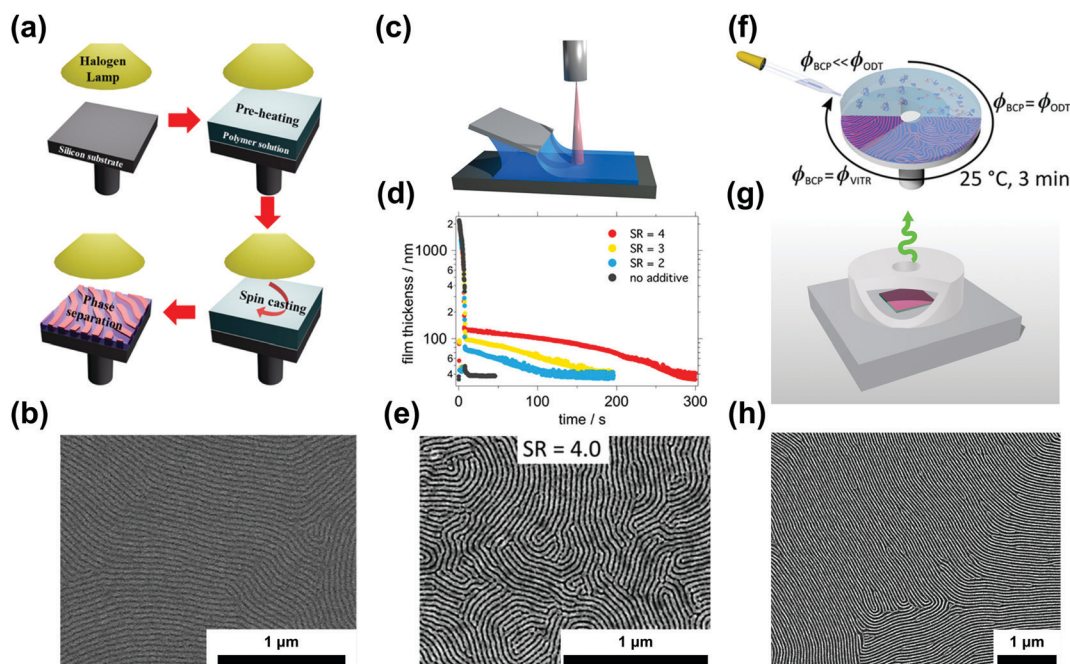 (a)
Halogen
Lamp
Silicon substrate
Pre-heating
Polymer solution
Spin casting
Phase
separation
(b)
1 µm
(c)
(d)
film thickenss / nm
2
1000
6
4
2
100
6
4
0
100
200
300
time / s
SR = 4
SR = 3
SR = 2
no additive
(e)
SR = 4.0
1 µm
(f)
ϕBCP<<ϕODT
ϕBCP=ϕODT
ϕBCP=ϕVITR
25 °C, 3 min
(g)
(h)
1 µm